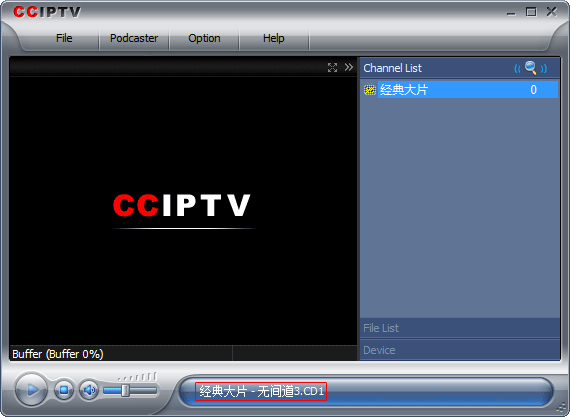 CCIPTV
File Podcaster Option Help
Channel List
经典大片 0
CCIPTV
File List
Buffer (Buffer 0%)
Device
经典大片 - 无间道3.CD1